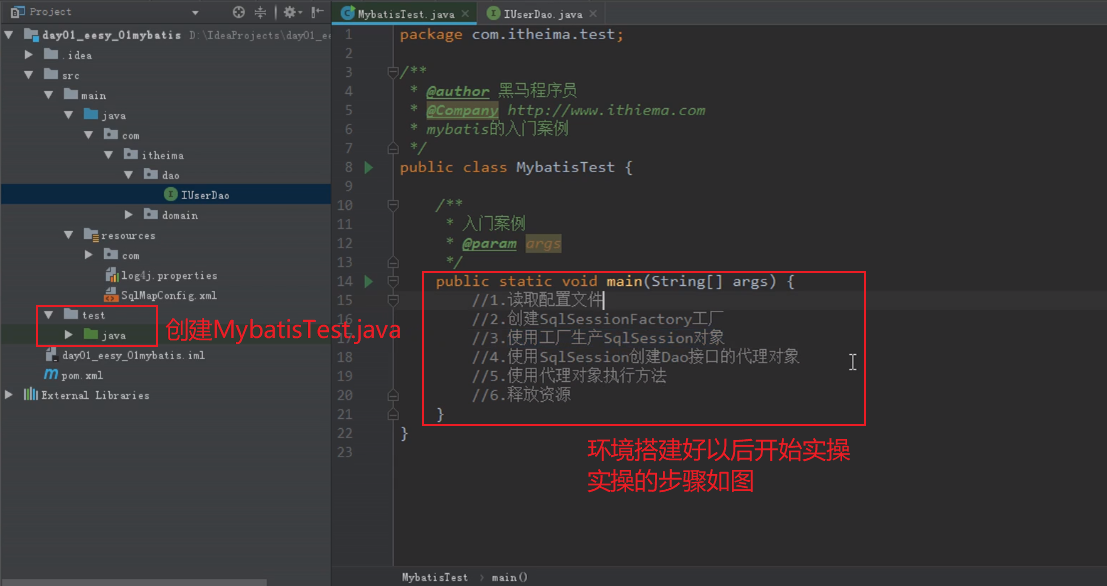 Project
MybatisTest.java
IUserDao.java
day01_eesy_01mybatis D:\IdeaProjects\day01_ee
.idea
src
main
java
com
itheima
dao
IUserDao
domain
resources
com
log4j.properties
SqlMapConfig.xml
test
java
创建MybatisTest.java
day01_eesy_01mybatis.iml
pom.xml
External Libraries
1 package com.itheima.test;
2
3 /**
4 * @author 黑马程序员
5 * @Company http://www.ithiema.com
6 * mybatis的入门案例
7 */
8 public class MybatisTest {
9
10 /**
11 * 入门案例
12 * @param args
13 */
14 public static void main(String[] args) {
15 //1.读取配置文件
16 //2.创建SqlSessionFactory工厂
17 //3.使用工厂生产SqlSession对象
18 //4.使用SqlSession创建Dao接口的代理对象
19 //5.使用代理对象执行方法
20 //6.释放资源
21 }
22 }
23
环境搭建好以后开始实操
实操的步骤如图
MybatisTest > main()